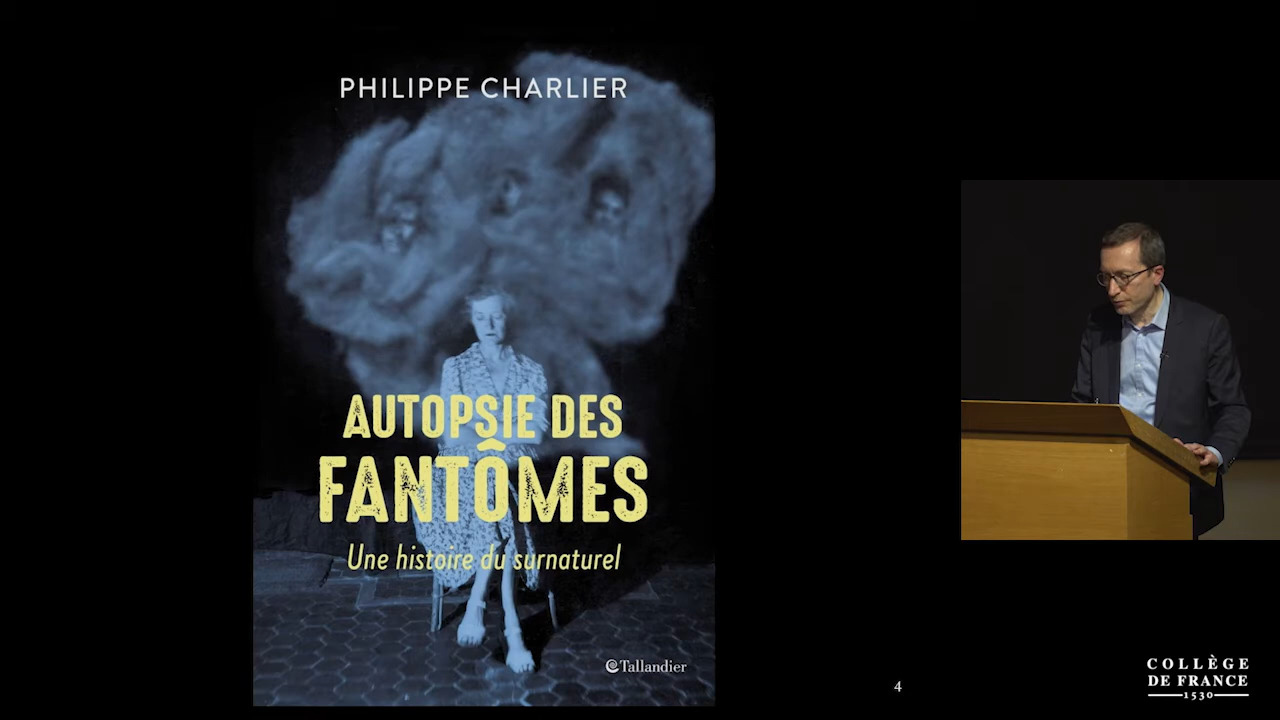 PHILIPPE CHARLIER
AUTOPSIE DES
FANTÔMES
Une histoire du surnaturel
Tallandier
4
COLLÈGE
DE FRANCE
1530